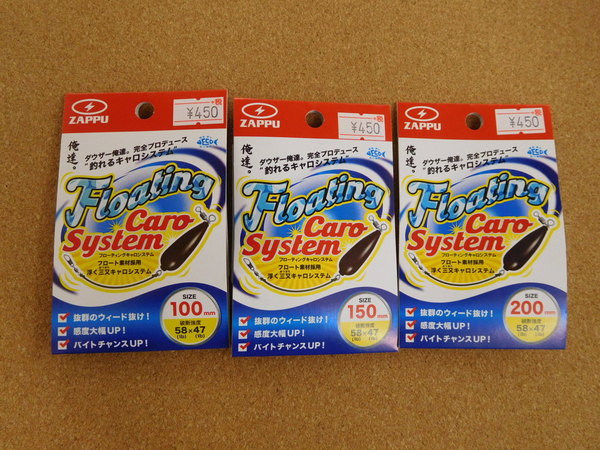 ZAPPU
+税
¥450
俺達。
ダウザー俺達。完全プロデュース
"釣れるキャロシステム"
Floating
Caro
System
フローティングキャロシステム
フロート素材採用
浮く三又キャロシステム
抜群のウィード抜け!
感度大幅UP!
バイトチャンスUP!
SIZE
100mm
破断強度
58×47
(lb) (lb)
ZAPPU
+税
¥450
俺達。
ダウザー俺達。完全プロデュース
"釣れるキャロシステム"
Floating
Caro
System
フローティングキャロシステム
フロート素材採用
浮く三又キャロシステム
抜群のウィード抜け!
感度大幅UP!
バイトチャンスUP!
SIZE
150mm
破断強度
58×47
(lb) (lb)
ZAPPU
+税
¥450
俺達。
ダウザー俺達。完全プロデュース
"釣れるキャロシステム"
Floating
Caro
System
フローティングキャロシステム
フロート素材採用
浮く三又キャロシステム
抜群のウィード抜け!
感度大幅UP!
バイトチャンスUP!
SIZE
200mm
破断強度
58×47
(lb) (lb)